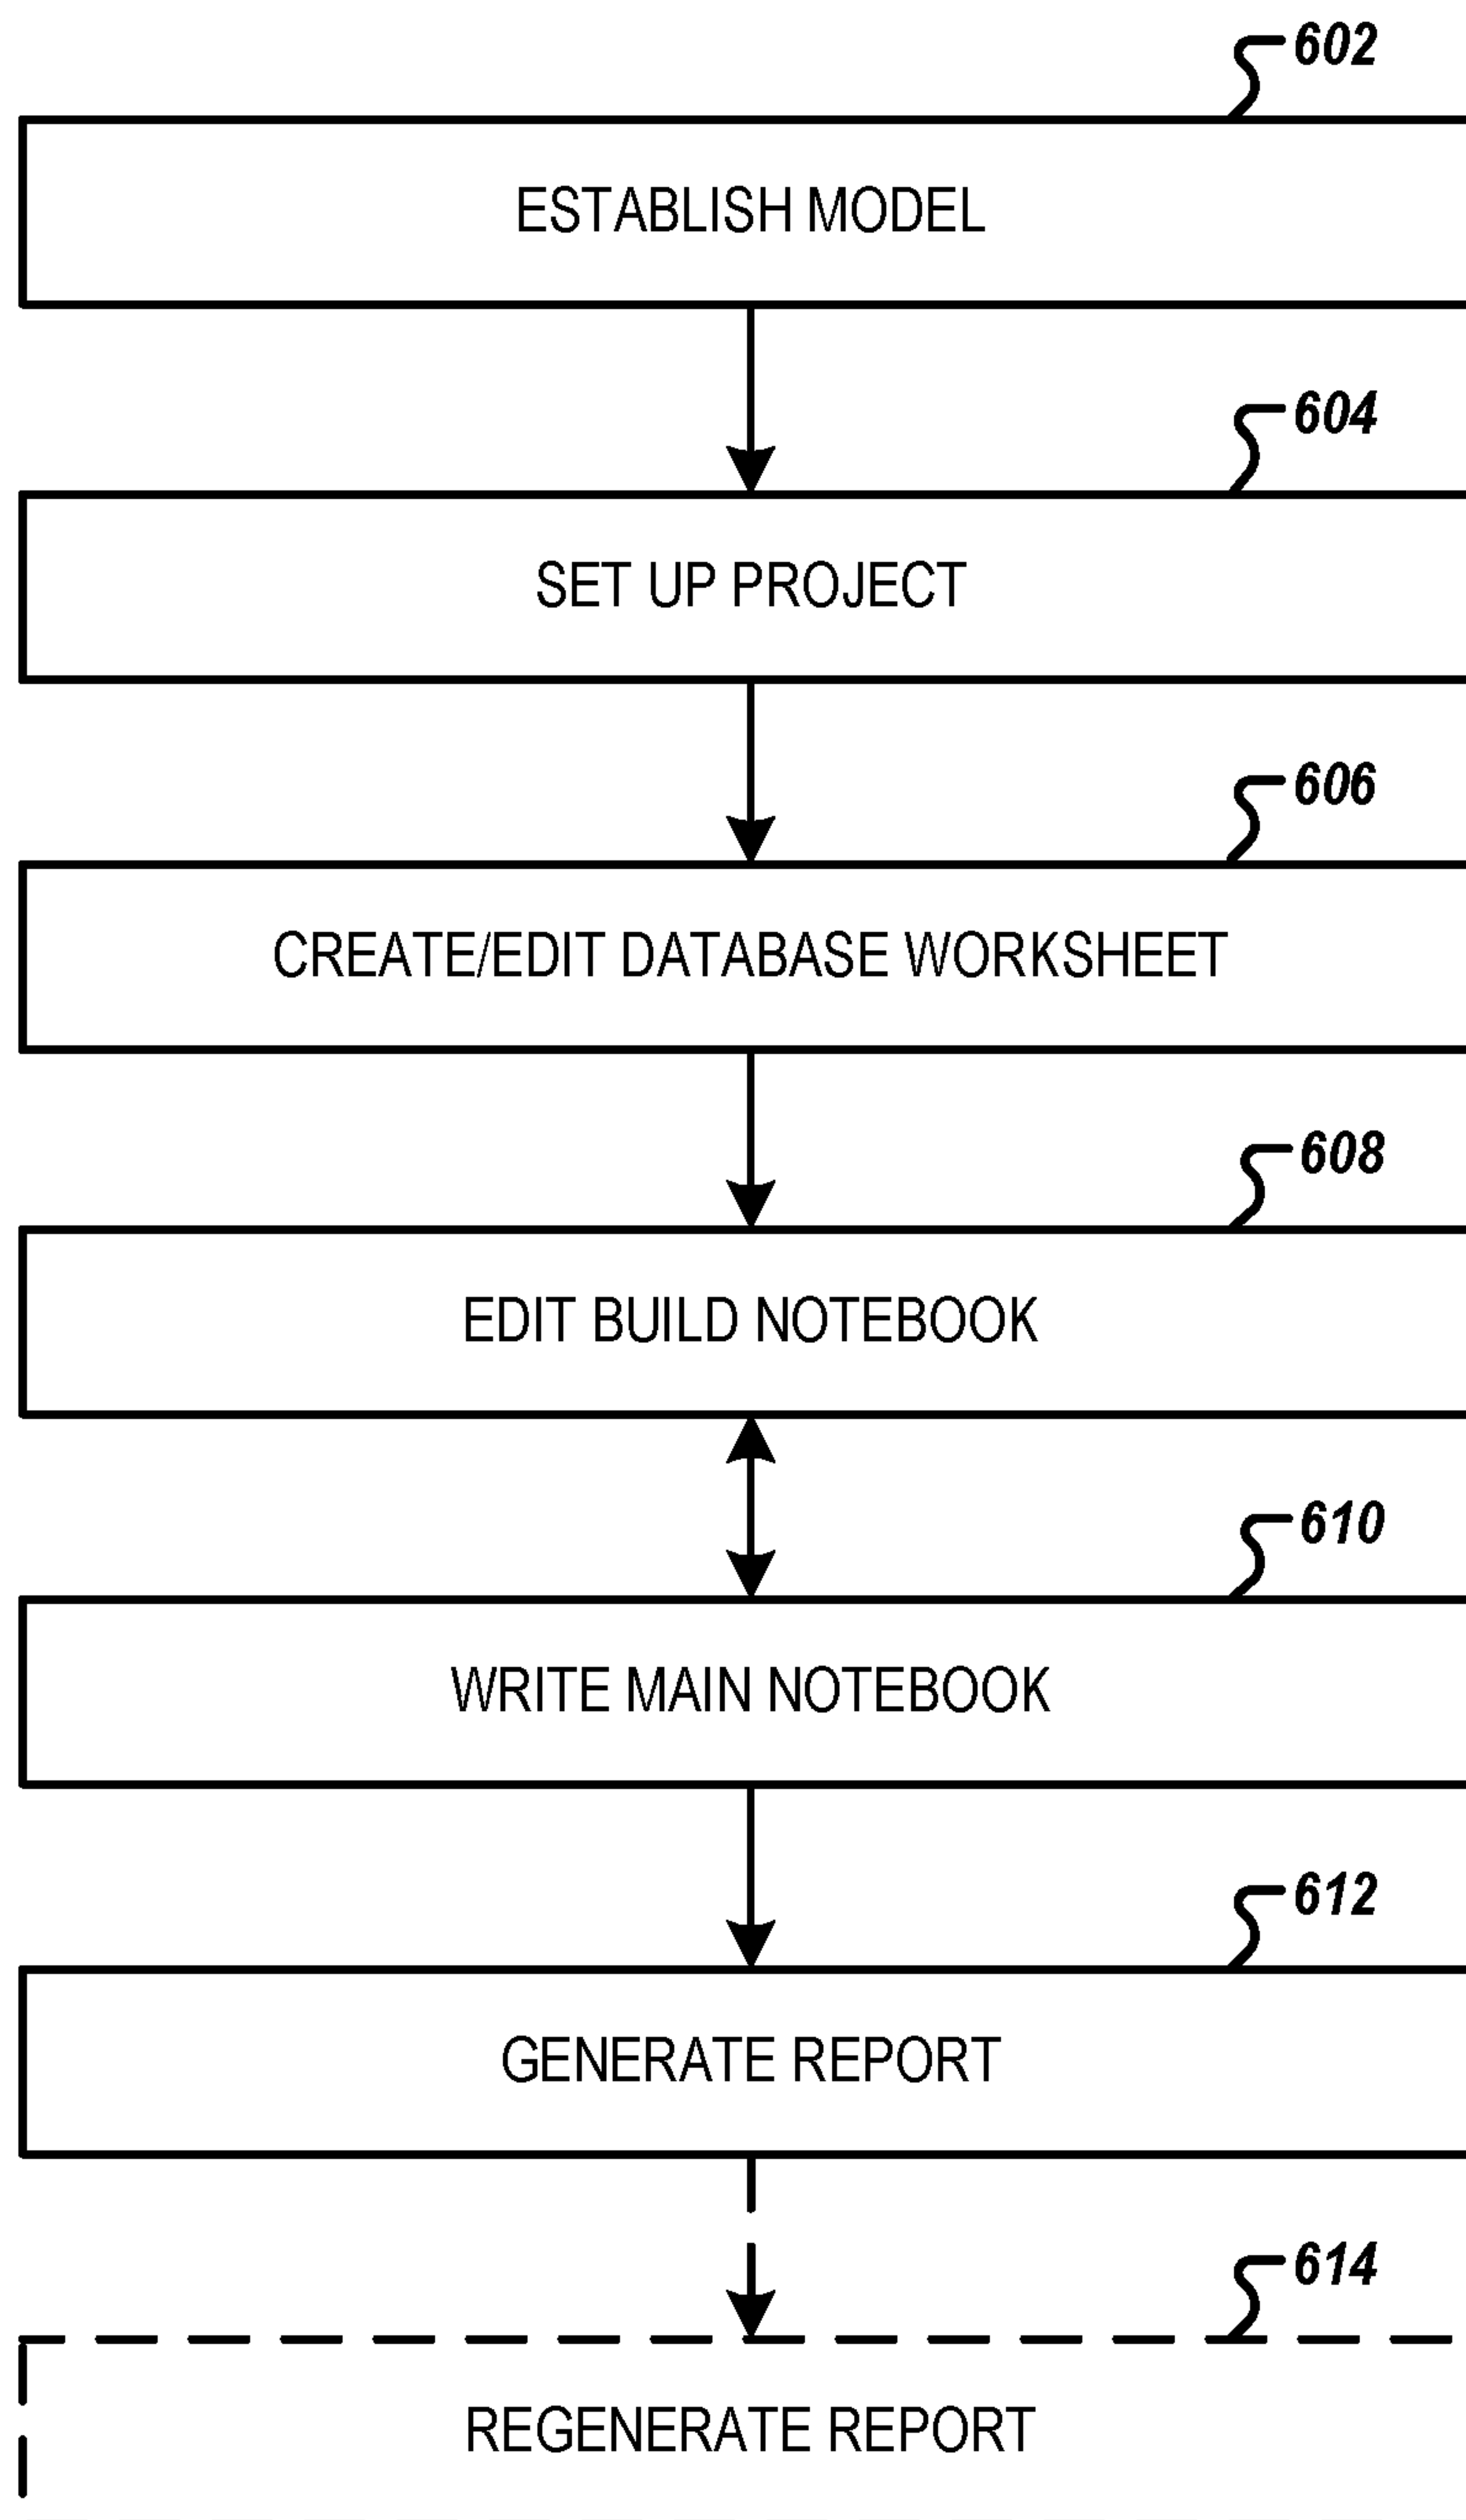 602
ESTABLISH MODEL
604
SET UP PROJECT
606
CREATE/EDIT DATABASE WORKSHEET
608
EDIT BUILD NOTEBOOK
610
WRITE MAIN NOTEBOOK
612
GENERATE REPORT
614
REGENERATE REPORT